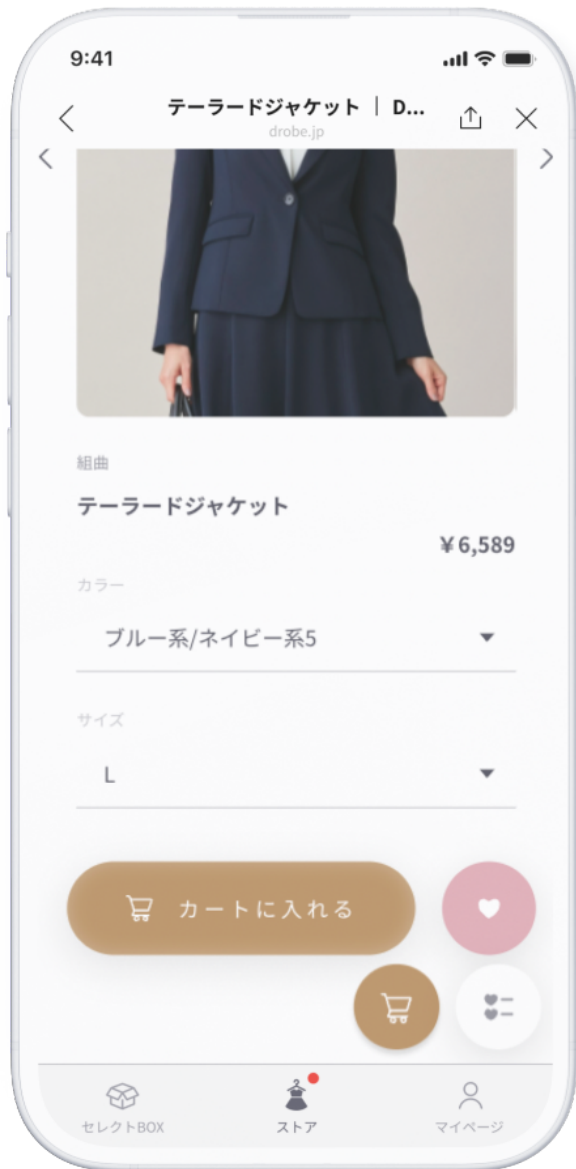 9:41
テーラードジャケット | D...
drobe.jp
組曲
テーラードジャケット
¥6,589
カラー
ブルー系/ネイビー系5
サイズ
L
カートに入れる
セレクトBOX
ストア
マイページ